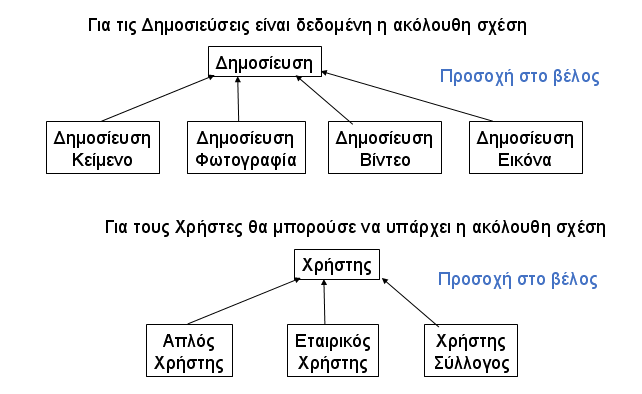 Για τις Δημοσιεύσεις είναι δεδομένη η ακόλουθη σχέση
Δημοσίευση
Προσοχή στο βέλος
Δημοσίευση
Κείμενο
Δημοσίευση
Φωτογραφία
Δημοσίευση
Βίντεο
Δημοσίευση
Εικόνα
Για τους Χρήστες θα μπορούσε να υπάρχει η ακόλουθη σχέση
Χρήστης
Προσοχή στο βέλος
Απλός
Χρήστης
Εταιρικός
Χρήστης
Χρήστης
Σύλλογος